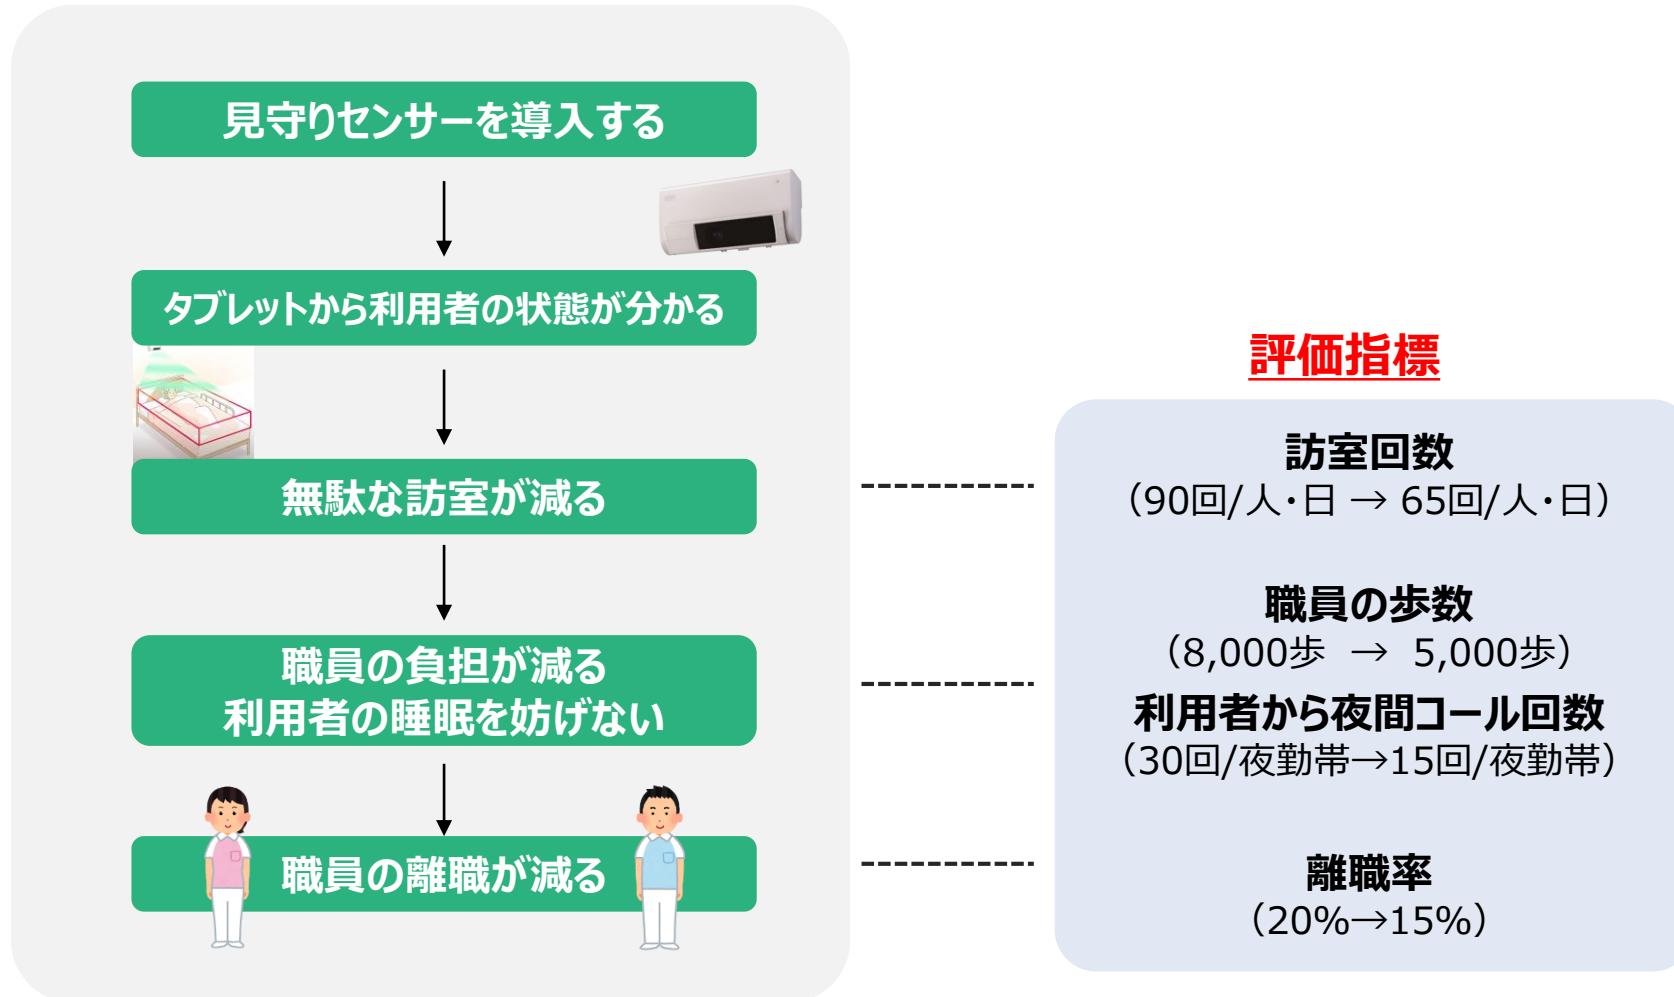 見守りセンサーを導入する
タブレットから利用者の状態が分かる
無駄な訪室が減る
職員の負担が減る
利用者の睡眠を妨げない
職員の離職が減る
評価指標
訪室回数
（90回/人・日 → 65回/人・日）
職員の歩数
（8,000歩 → 5,000歩）
利用者から夜間コール回数
（30回/夜勤帯→15回/夜勤帯）
離職率
（20%→15%）